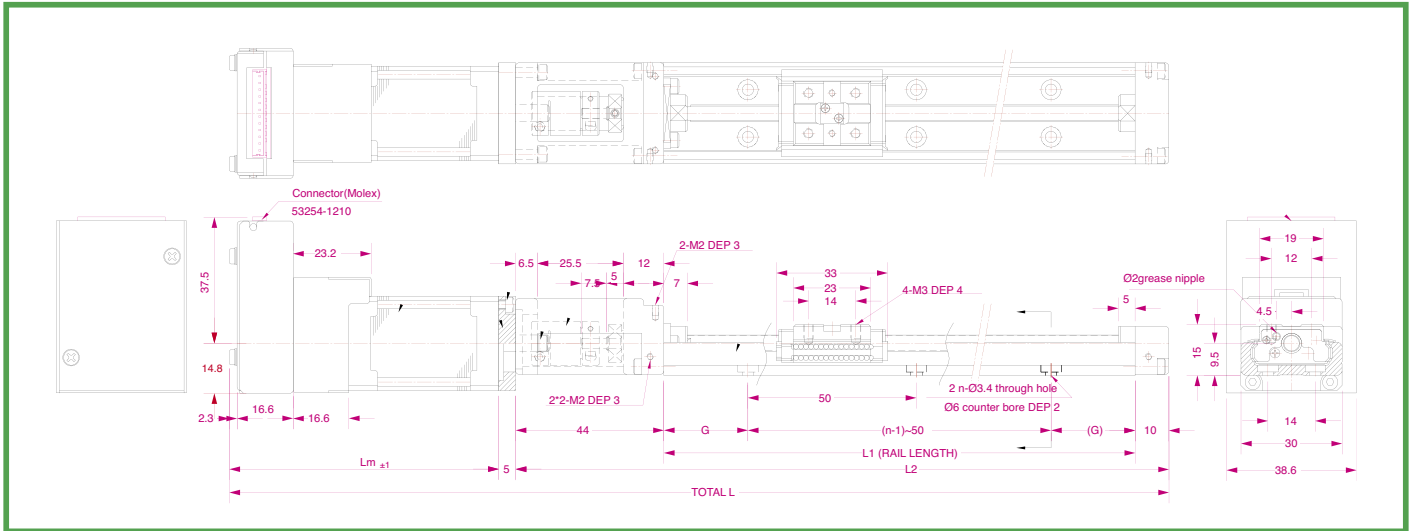 Connector(Molex)
53254-1210
37.5
14.8
2.3
16.6
16.6
23.2
6.5
25.5
12
7.5
5
7
2-M2 DEP 3
33
23
14
4-M3 DEP 4
5
2*2-M2 DEP 3
50
2 n-Ø3.4 through hole
Ø6 counter bore DEP 2
44
G
(n-1)~50
(G)
10
L1 (RAIL LENGTH)
Lm ±1
5
L2
TOTAL L
19
12
Ø2grease nipple
4.5
15
9.5
14
30
38.6